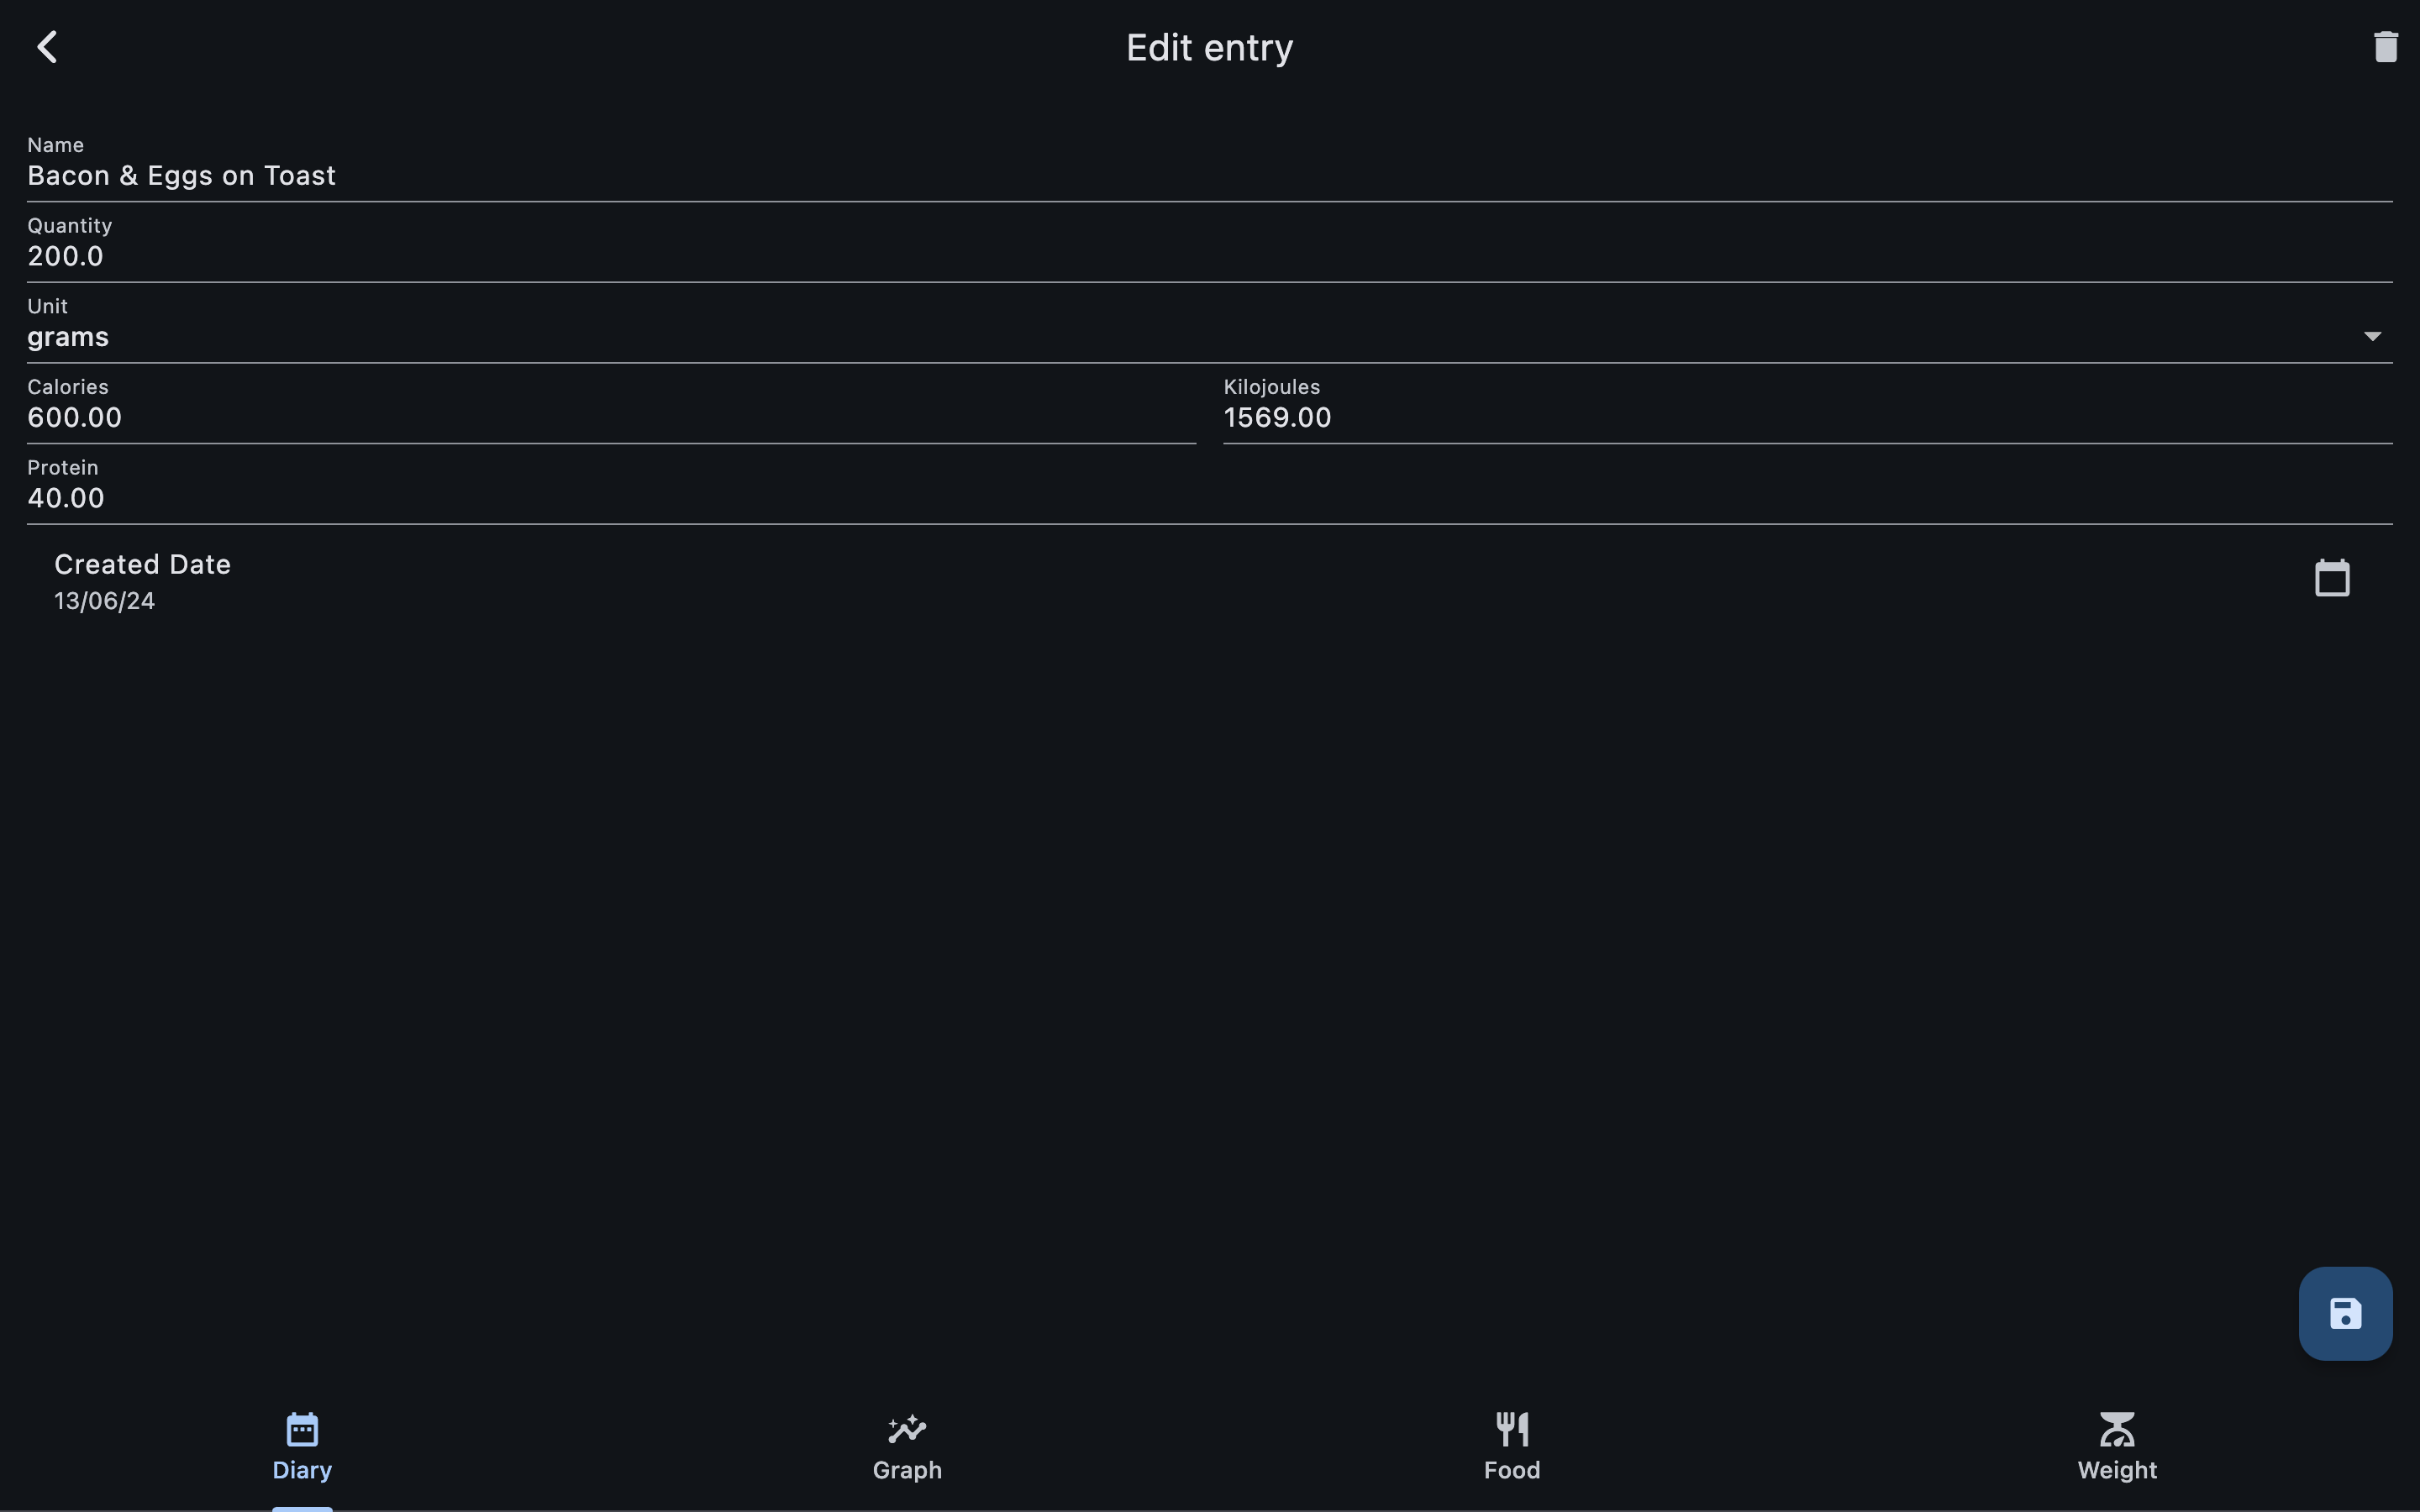 Edit entry
Name
Bacon & Eggs on Toast
Quantity
200.0
Unit
grams
Calories
600.00
Kilojoules
1569.00
Protein
40.00
Created Date
13/06/24
Diary
Graph
Food
Weight